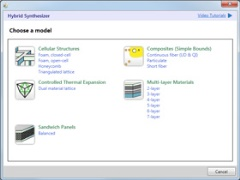 Hybrid Synthesizer
Video Tutorials
Choose a model
Cellular Structures
Foam, closed-cell
Foam, open-cell
Honeycomb
Triangulated lattice
Composites (Simple Bounds)
Continuous fiber (UD & QI)
Particulate
Short fiber
Controlled Thermal Expansion
Dual material lattice
Multi-layer Materials
2-layer
3-layer
4-layer
5-layer
6-layer
7-layer
Sandwich Panels
Balanced
Cancel